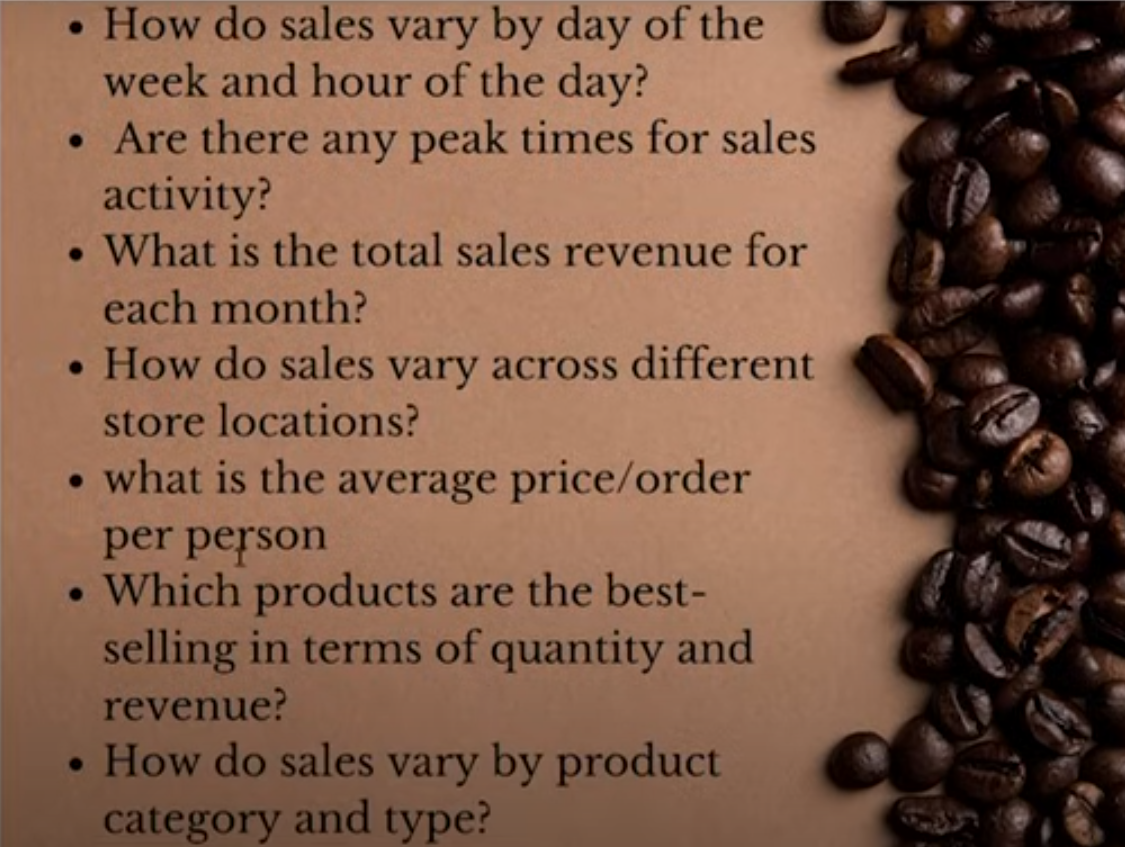 • How do sales vary by day of the
week and hour of the day?
• Are there any peak times for sales
activity?
• What is the total sales revenue for
each month?
• How do sales vary across different
store locations?
• what is the average price/order
per person
• Which products are the best-
selling in terms of quantity and
revenue?
• How do sales vary by product
category and type?